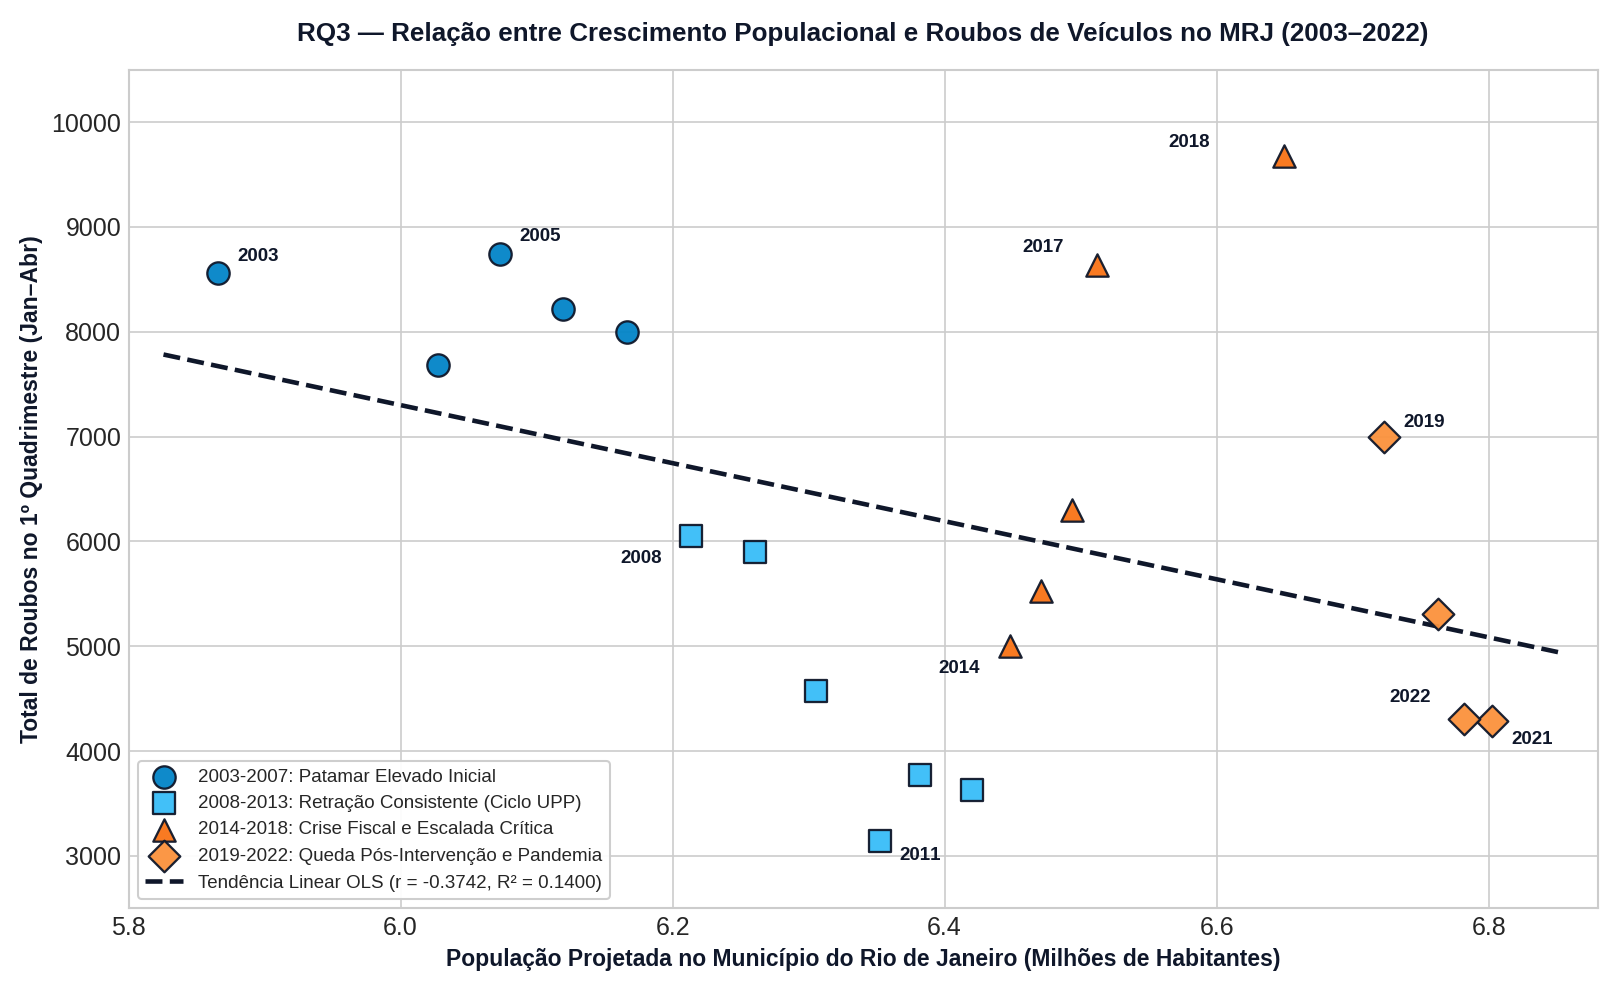 RQ3 — Relação entre Crescimento Populacional e Roubos de Veículos no MRJ (2003–2022)
Total de Roubos no 1º Quadrimestre (Jan–Abr)
10000
9000
8000
7000
6000
5000
4000
3000
2018
2005
2017
2003
2019
2008
2014
2022
2021
2011
2003-2007: Patamar Elevado Inicial
2008-2013: Retração Consistente (Ciclo UPP)
2014-2018: Crise Fiscal e Escalada Crítica
2019-2022: Queda Pós-Intervenção e Pandemia
Tendência Linear OLS (r = -0.3742, R² = 0.1400)
5.8 6.0 6.2 6.4 6.6 6.8
População Projetada no Município do Rio de Janeiro (Milhões de Habitantes)